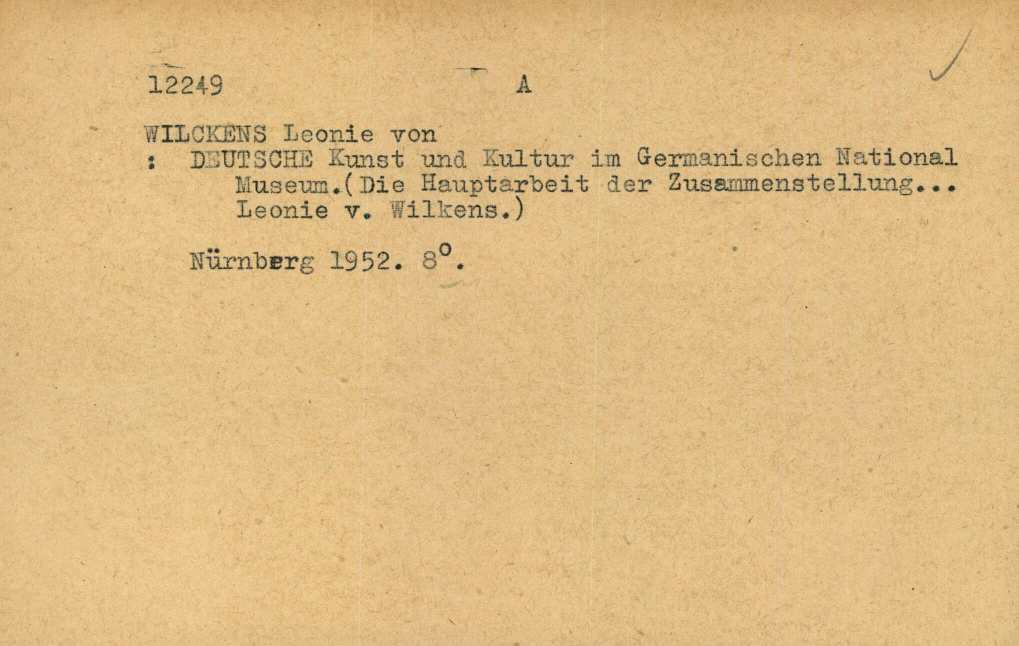 12249 A
WILCKENS Leonie von
: DEUTSCHE Kunst und Kultur im Germanischen National
Museum.(Die Hauptarbeit der Zusammenstellung...
Leonie v. Wilkens.)
Nürnberg 1952. 8°.